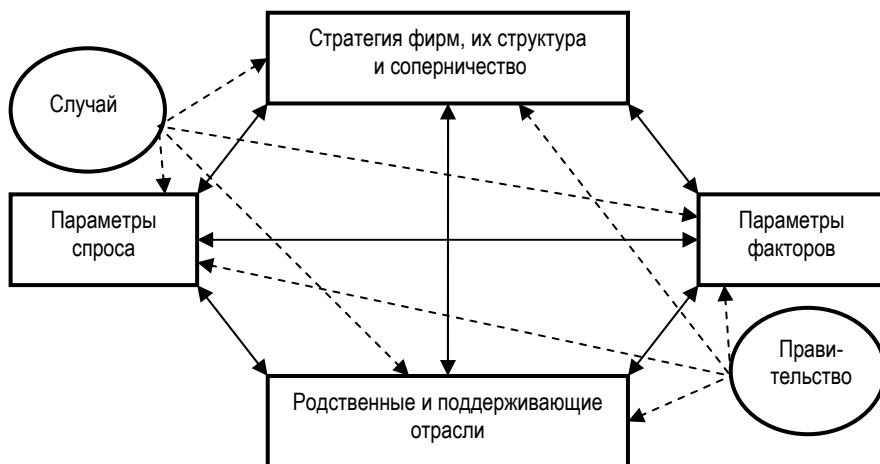 Стратегия фирм, их структура
и соперничество
Случай
Параметры
спроса
Параметры
факторов
Прави-
тельство
Родственные и поддерживающие
отрасли